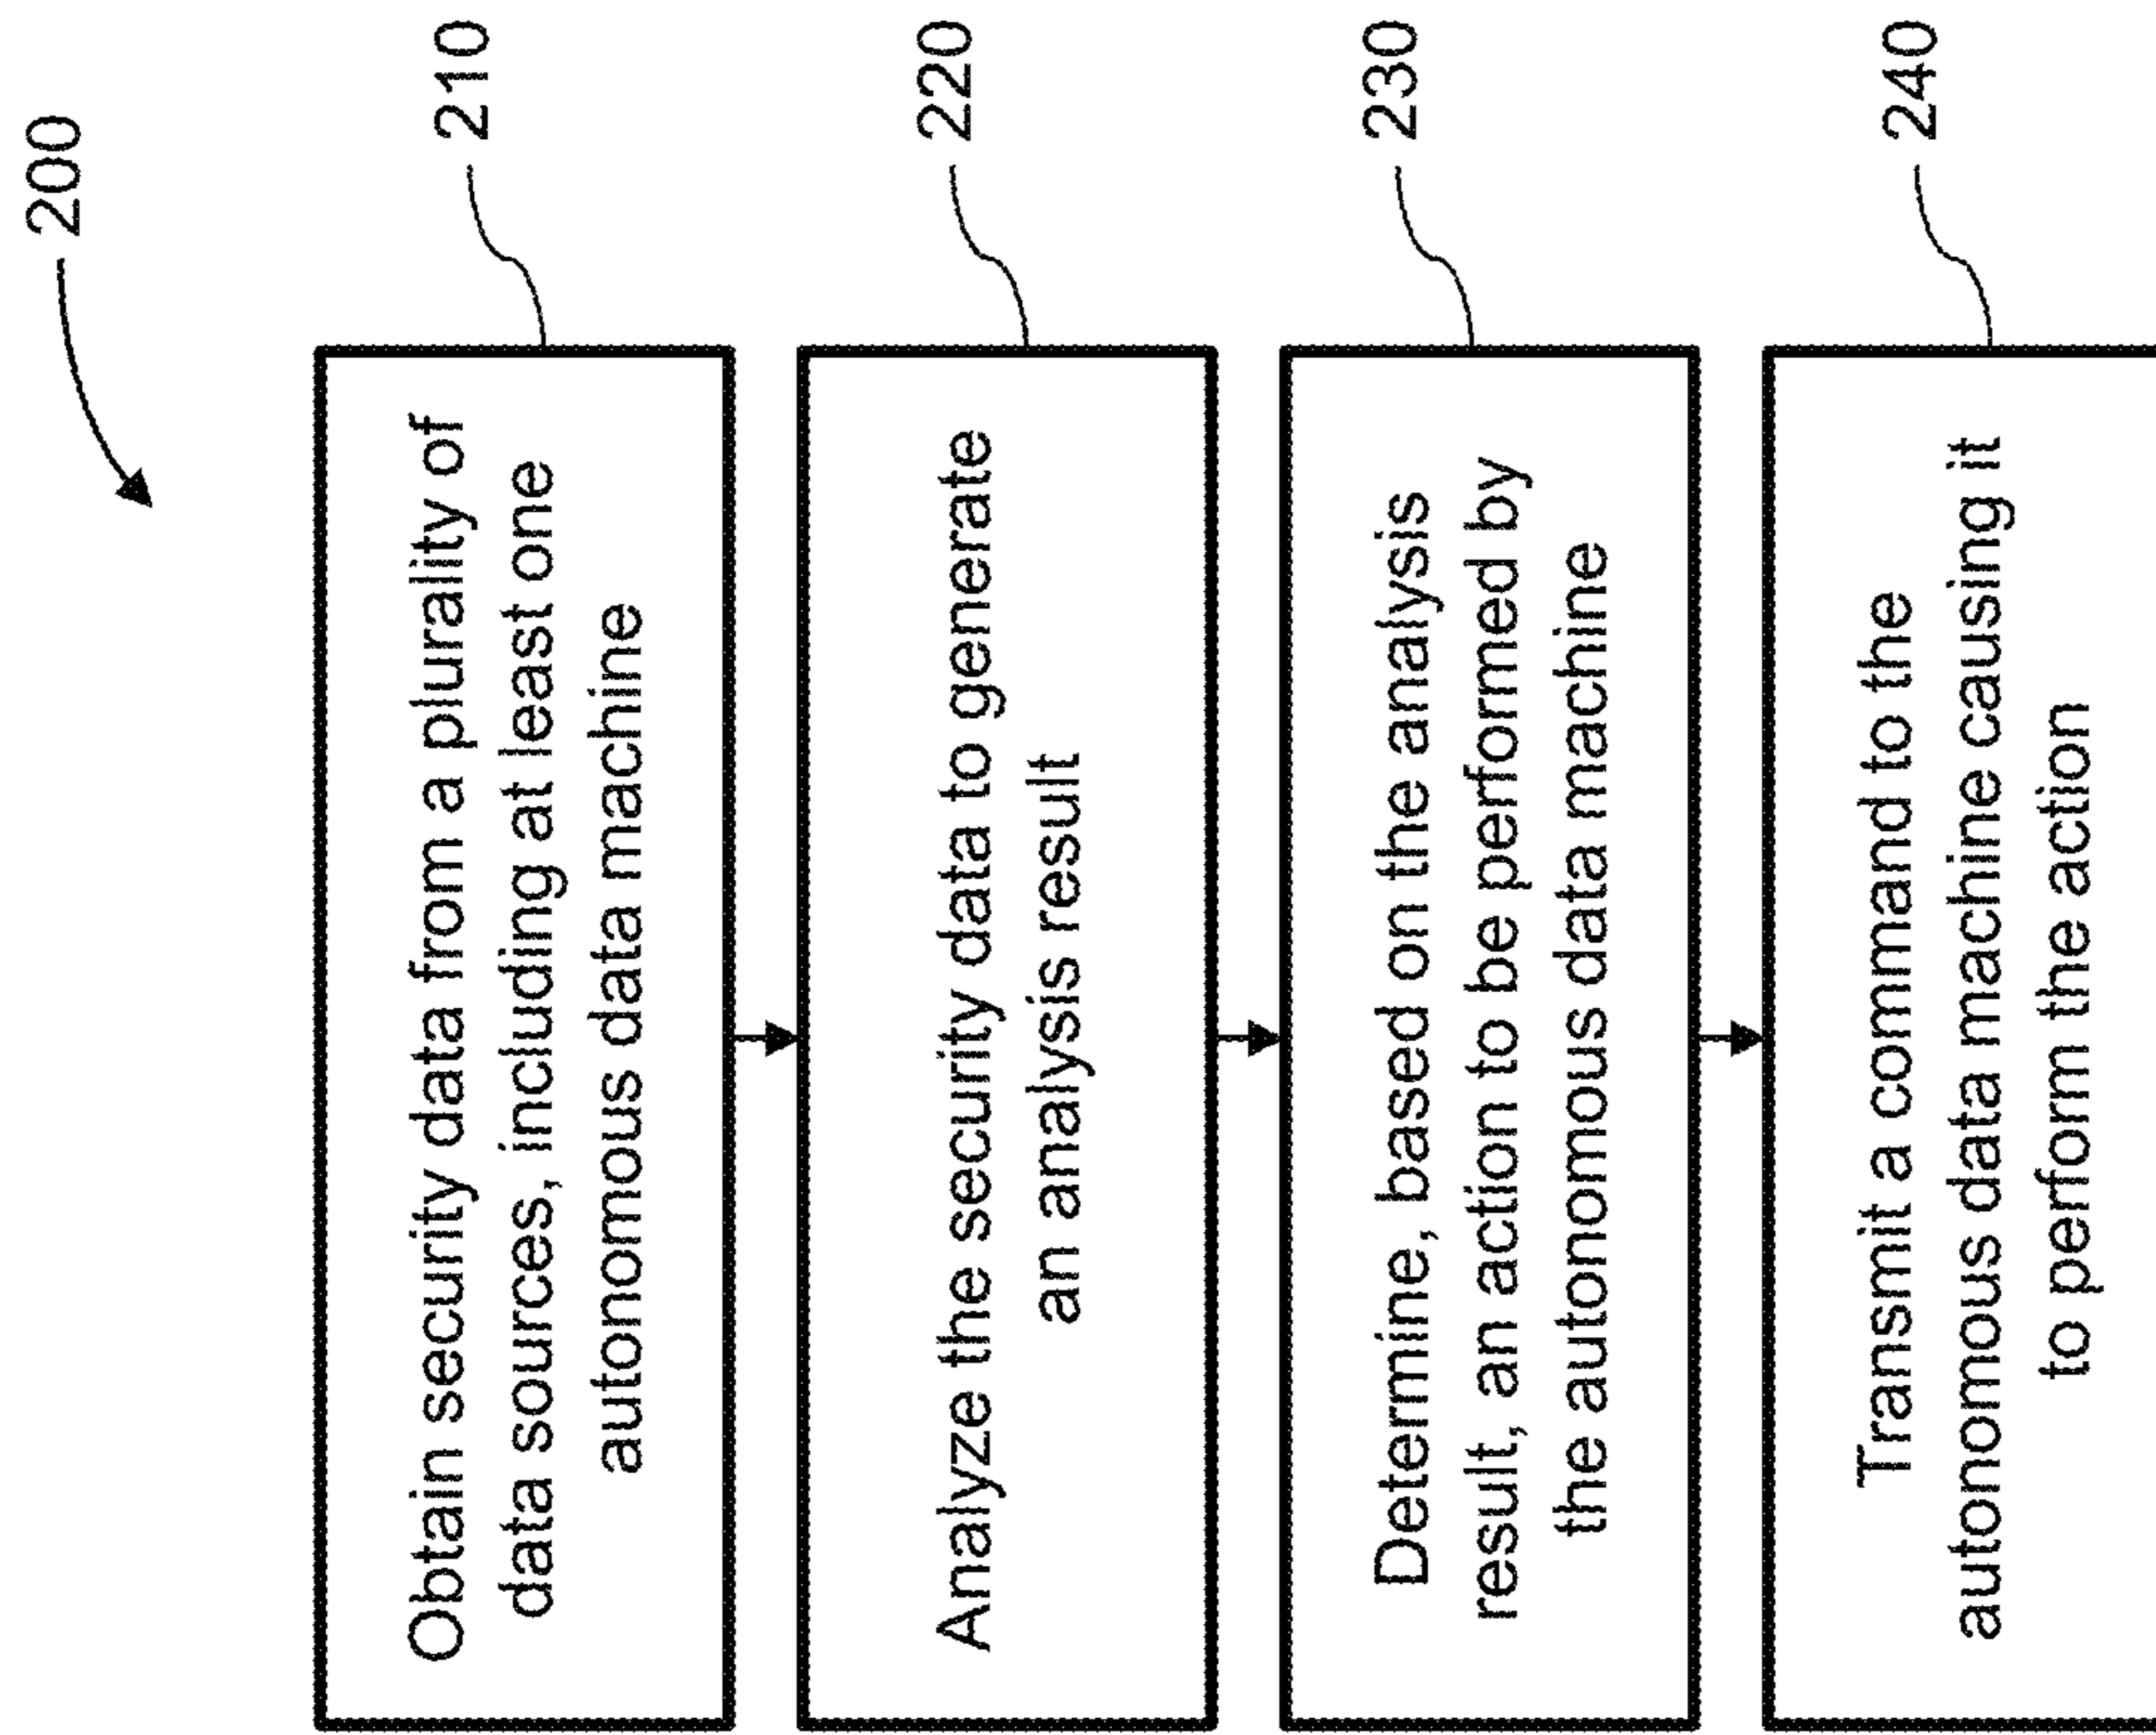 200
Obtain security data from a plurality of
data sources, including at least one
autonomous data machine
210
Analyze the security data to generate
an analysis result
220
Determine, based on the analysis
result, an action to be performed by
the autonomous data machine
230
Transmit a command to the
autonomous data machine causing it
to perform the action
240